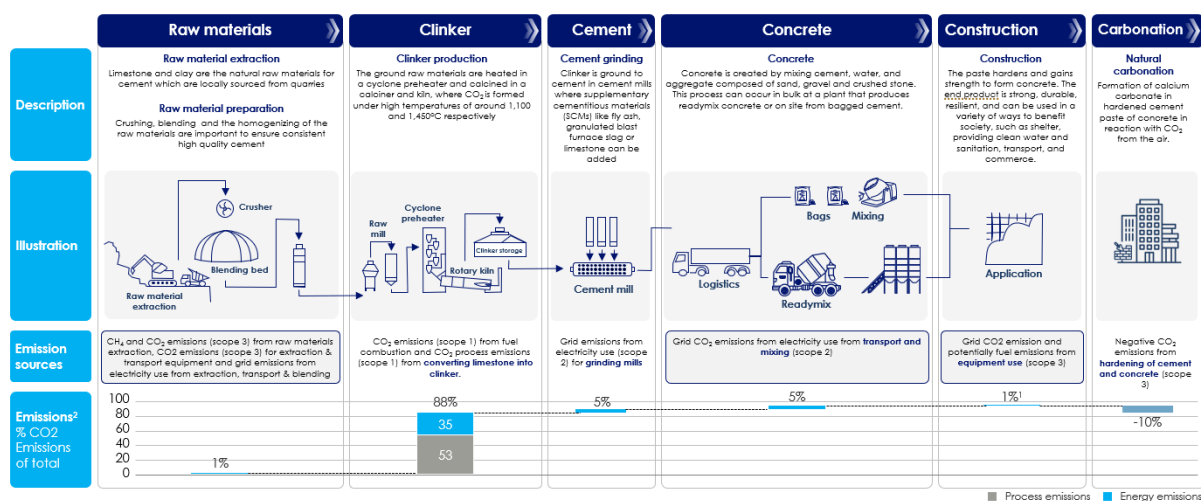 Raw materials
Clinker
Cement
Concrete
Construction
Carbonation
Description
Raw material extraction
Limestone and clay are the natural raw materials for
cement which are locally sourced from quarries
Raw material preparation
Crushing, blending and the homogenizing of the
raw materials are important to ensure consistent
high quality cement
Clinker production
The ground raw materials are heated in
a cyclone preheater and calcined in a
calciner and kiln, where CO₂ is formed
under high temperatures of around 1,100
and 1,450°C respectively
Cement grinding
Clinker is ground to
cement in cement mills
where supplementary
cementitious materials
(SCMs) like fly ash,
granulated blast
furnace slag or
limestone can be
added
Concrete
Concrete is created by mixing cement, water, and
aggregate composed of sand, gravel and crushed stone.
This process can occur in bulk at a plant that produces
readymix concrete or on site from bagged cement.
Construction
The paste hardens and gains
strength to form concrete. The
end product is strong, durable,
resilient, and can be used in a
variety of ways to benefit
society, such as shelter,
providing clean water and
sanitation, transport, and
commerce.
Natural
carbonation
Formation of calcium
carbonate in
hardened cement
paste of concrete in
reaction with CO₂
from the air.
Illustration
Crusher
Blending bed
Raw material
extraction
Raw
mill
Cyclone
preheater
Clinker storage
Rotary kiln
Cement mill
Logistics
Bags
Mixing
Readymix
Application
Emission
sources
CH₄ and CO₂ emissions (scope 3) from raw materials
extraction, CO2 emissions (scope 3) for extraction &
transport equipment and grid emissions from
electricity use from extraction, transport & blending
CO₂ emissions (scope 1) from fuel
combustion and CO₂ process emissions
(scope 1) from converting limestone into
clinker.
Grid emissions from
electricity use (scope
2) for grinding mills
Grid CO₂ emissions from electricity use from transport and
mixing (scope 2)
Grid CO2 emission and
potentially fuel emissions from
equipment use (scope 3)
Negative CO₂
emissions from
hardening of cement
and concrete (scope
3)
Emissions²
% CO2
Emissions
of total
100
80
60
40
20
0
1%
88%
35
53
5%
5%
1%¹
-10%
Process emissions
Energy emissions